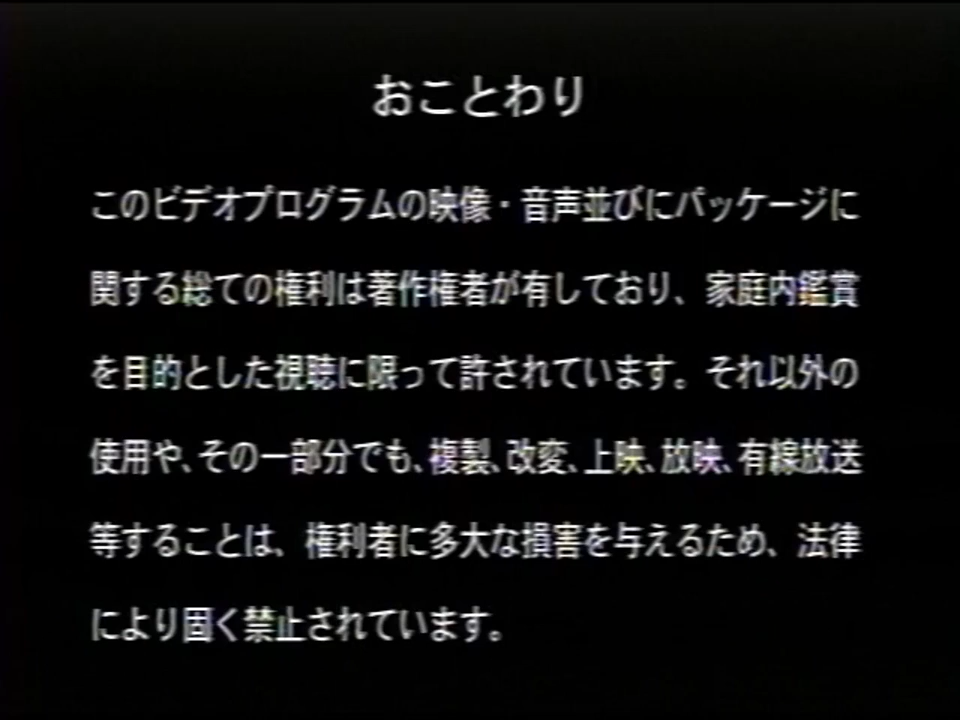 おことわり
このビデオプログラムの映像・音声並びにパッケージに
関する総ての権利は著作権者が有しており、家庭内鑑賞
を目的とした視聴に限って許されています。それ以外の
使用や、その一部分でも、複製、改変、上映、放映、有線放送
等することは、権利者に多大な損害を与えるため、法律
により固く禁止されています。